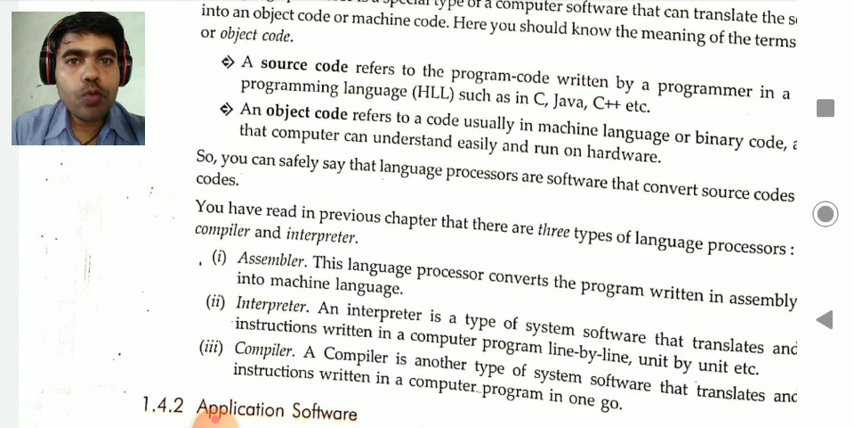 special type of a computer software that can translate the
into an object code or machine code. Here you should know the meaning of the terms
or object code.
A source code refers to the program-code written by a programmer in a
programming language (HLL) such as in C, Java, C++ etc.
An object code refers to a code usually in machine language or binary code,
that computer can understand easily and run on hardware.
So, you can safely say that language processors are software that convert source codes
codes.
You have read in previous chapter that there are three types of language processors :
compiler and interpreter.
(i) Assembler. This language processor converts the program written in assembly
into machine language.
(ii) Interpreter. An interpreter is a type of system software that translates and
instructions written in a computer program line-by-line, unit by unit etc.
(iii) Compiler. A Compiler is another type of system software that translates and
instructions written in a computer program in one go.
1.4.2 Application Software